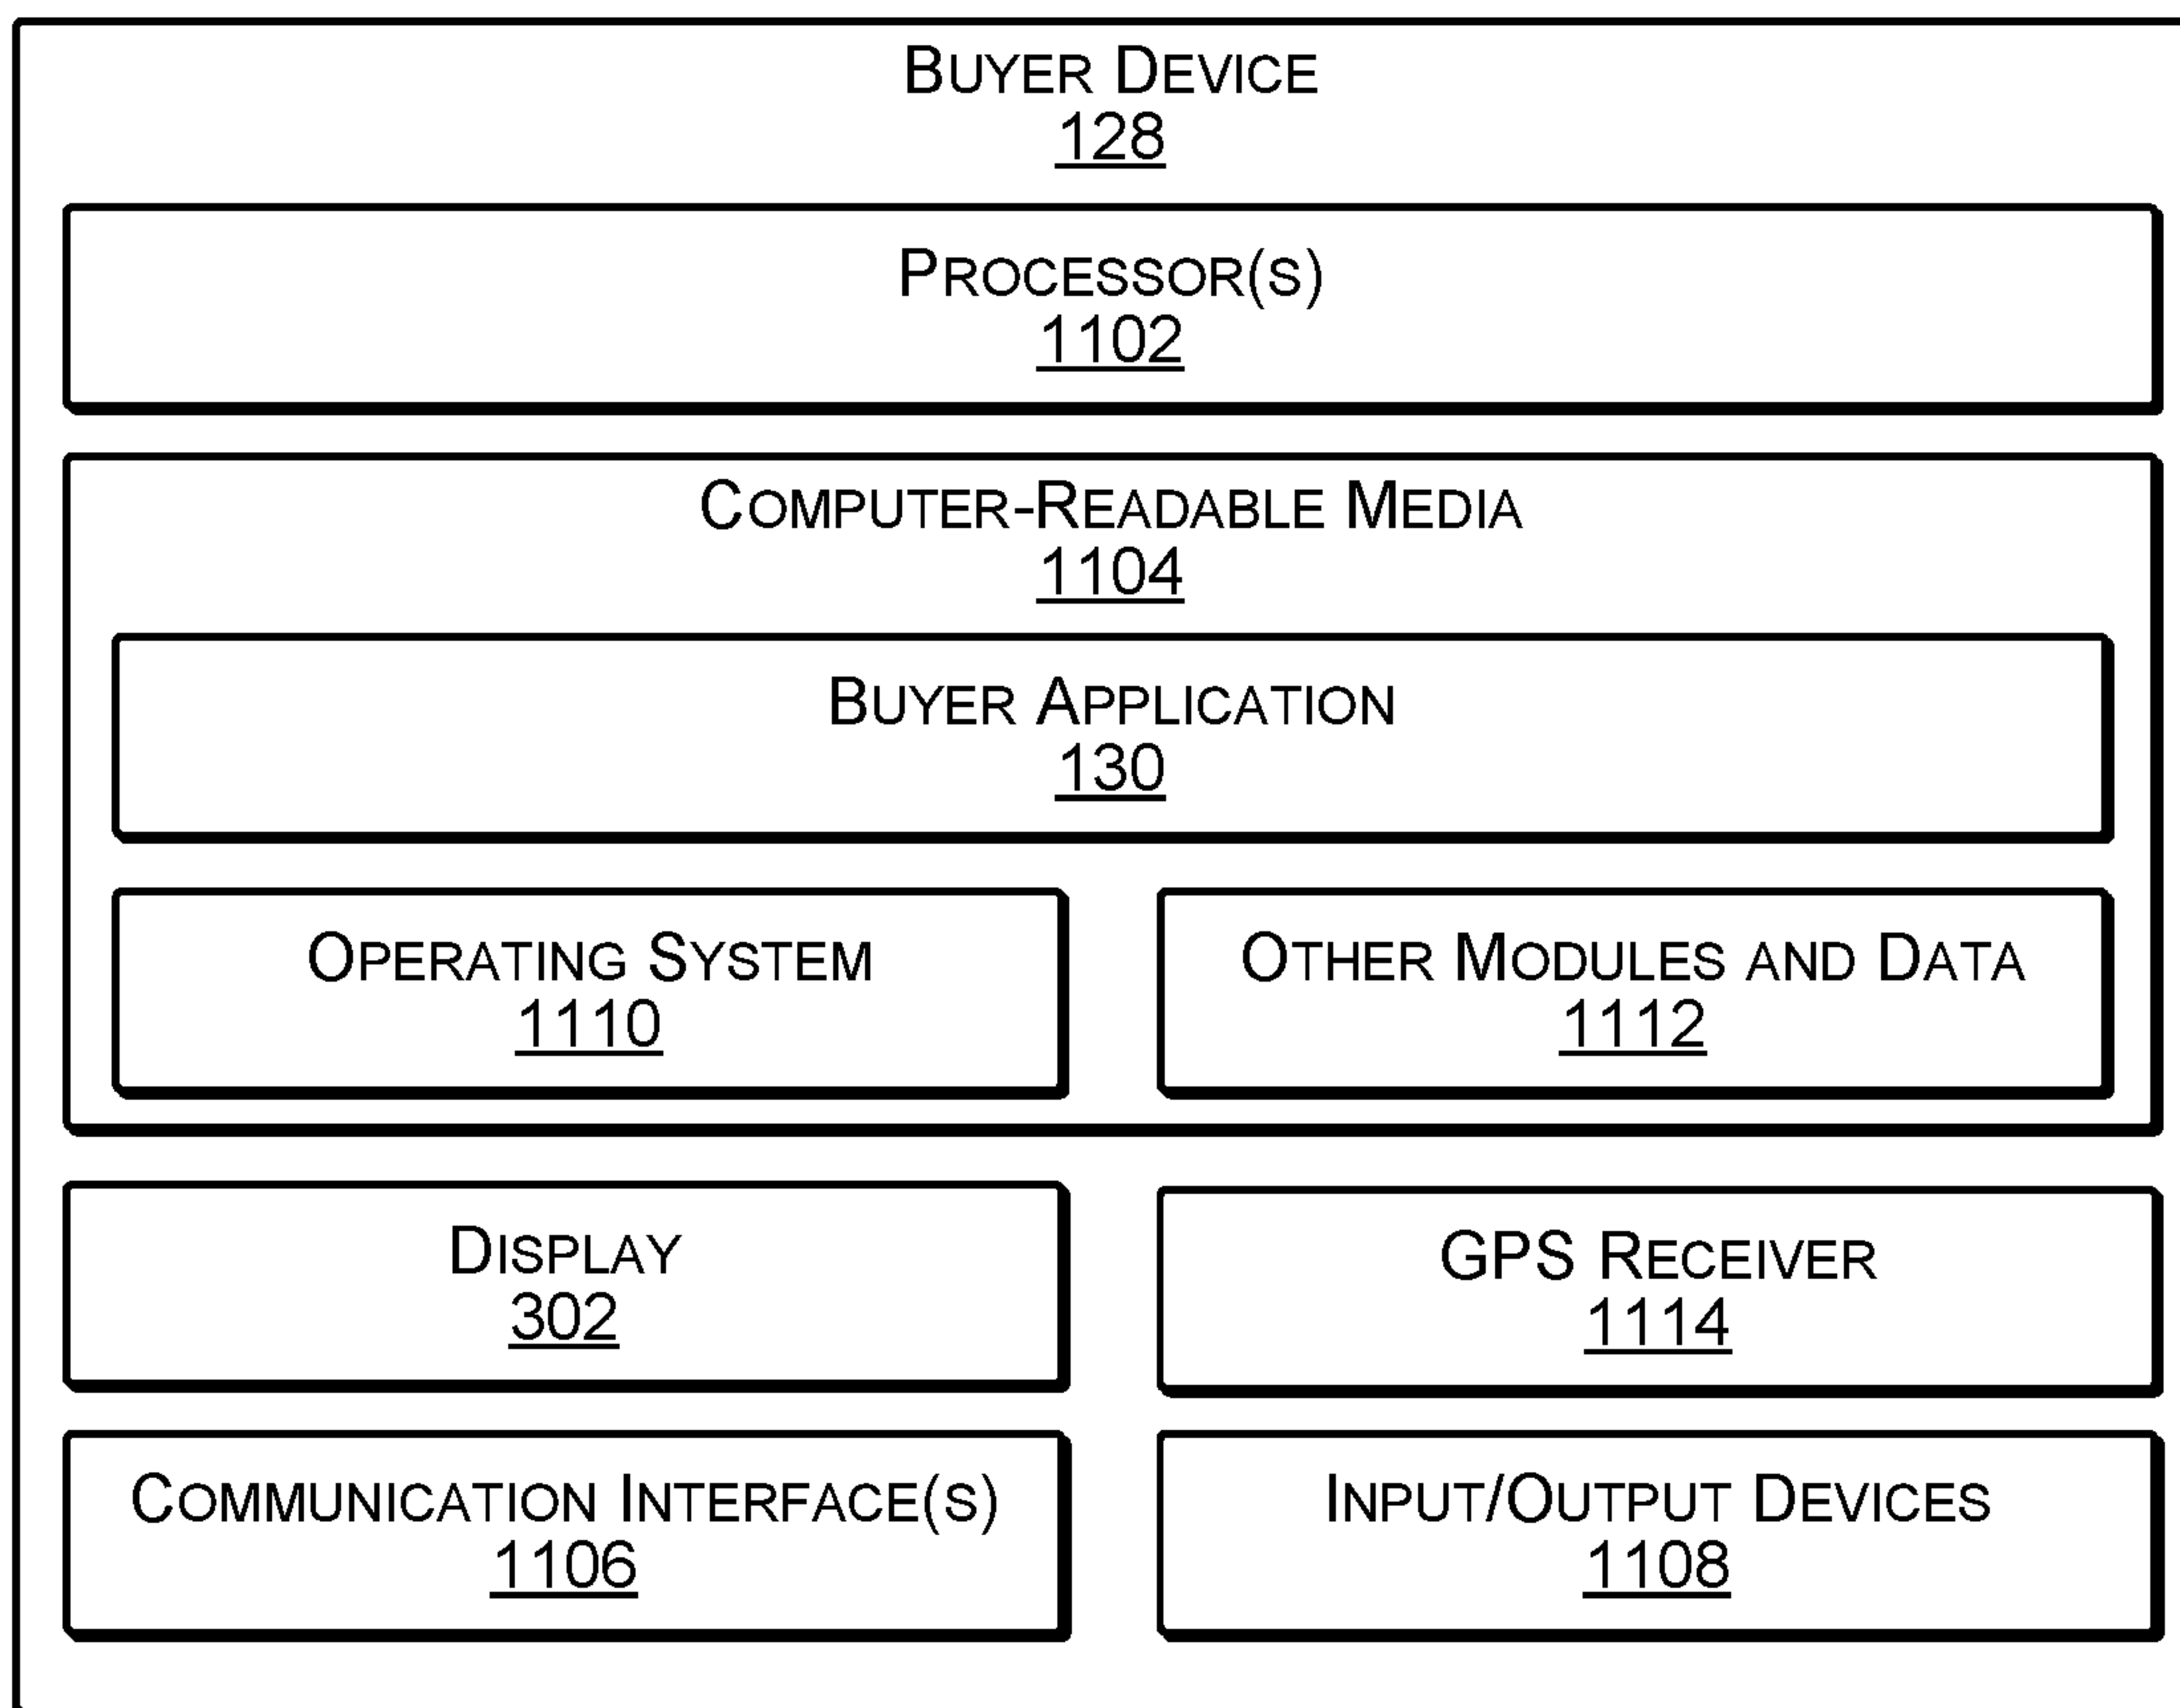 BUYER DEVICE
128
PROCESSOR(S)
1102
COMPUTER-READABLE MEDIA
1104
BUYER APPLICATION
130
OPERATING SYSTEM
1110
OTHER MODULES AND DATA
1112
DISPLAY
302
GPS RECEIVER
1114
COMMUNICATION INTERFACE(S)
1106
INPUT/OUTPUT DEVICES
1108